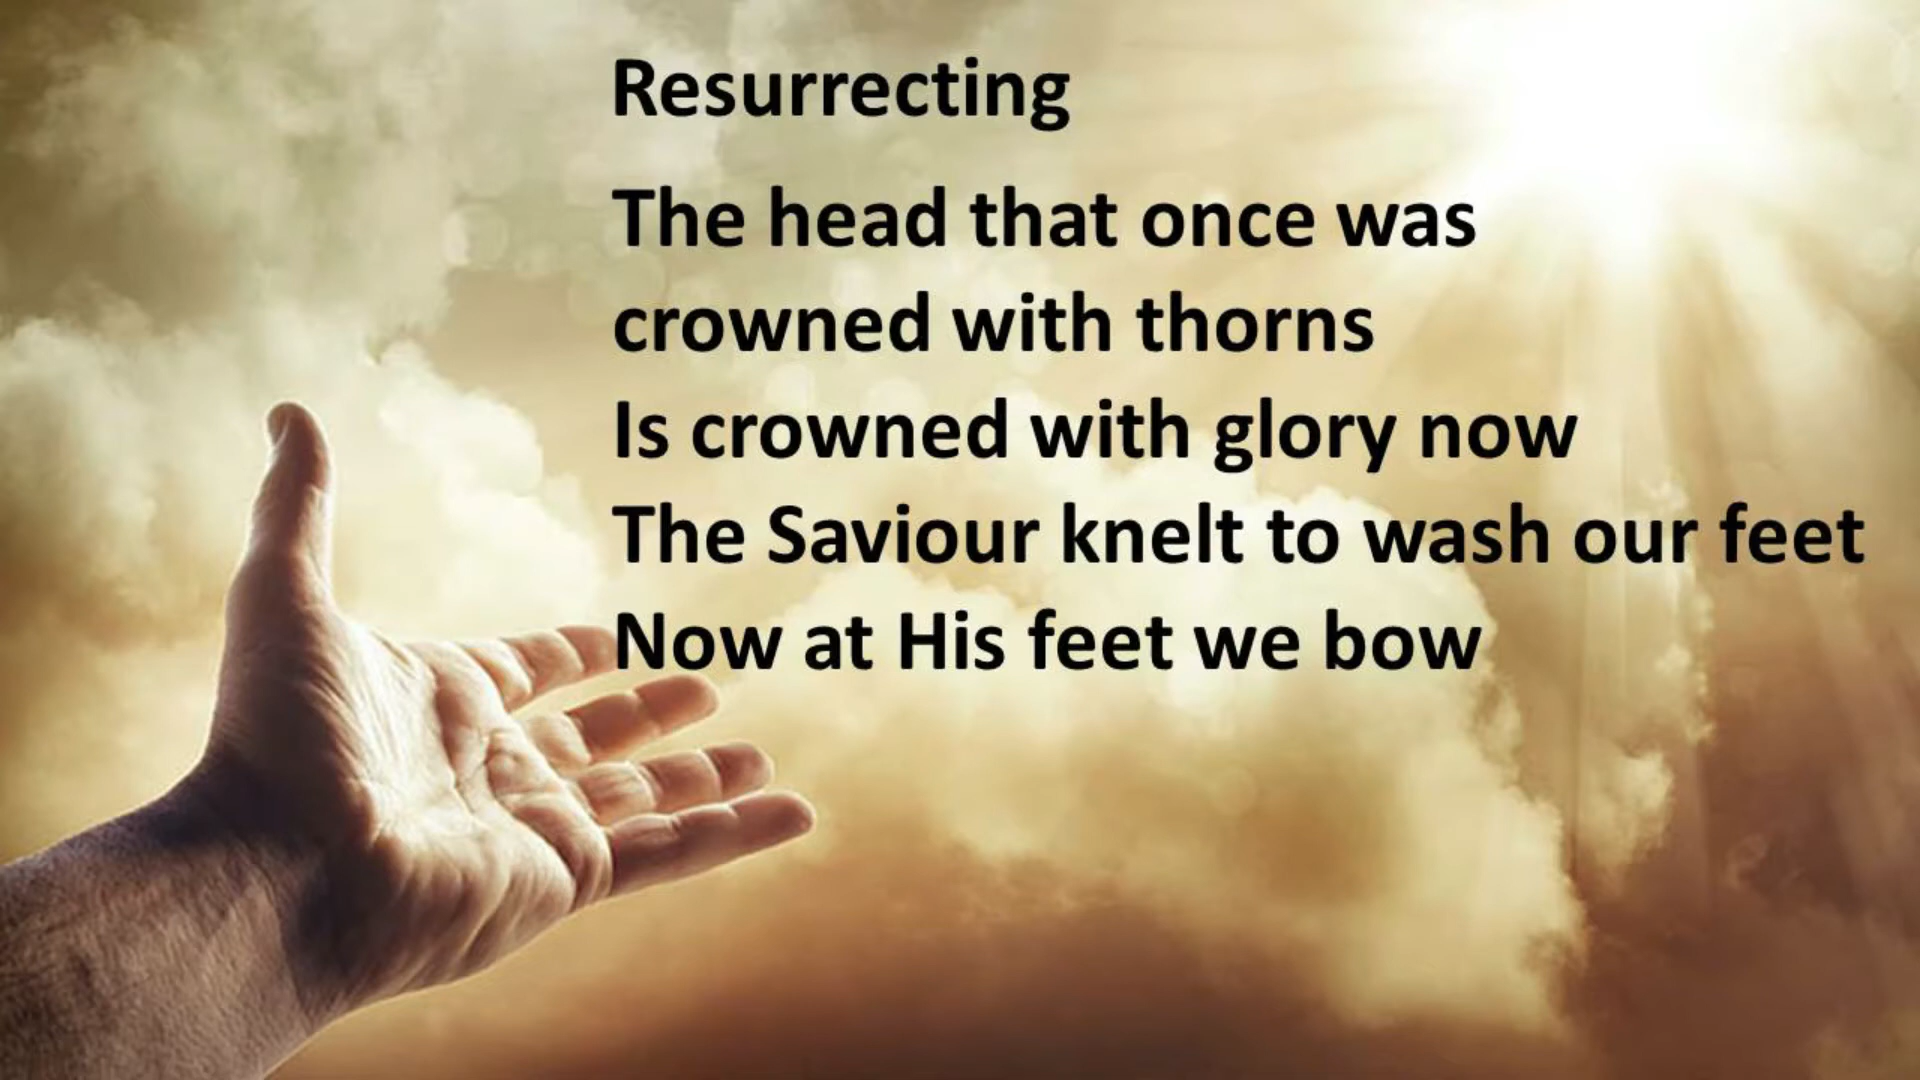 Resurrecting
The head that once was
crowned with thorns
Is crowned with glory now
The Saviour knelt to wash our feet
Now at His feet we bow